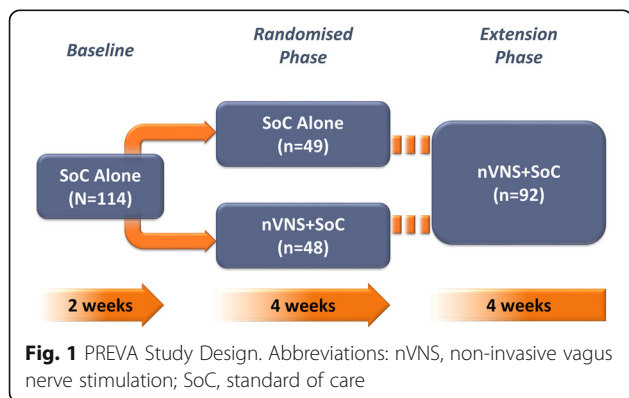 Baseline
Randomised
Phase
Extension
Phase
SoC Alone
(N=114)
SoC Alone
(n=49)
nVNS+SoC
(n=48)
nVNS+SoC
(n=92)
2 weeks
4 weeks
4 weeks
Fig. 1 PREVA Study Design. Abbreviations: nVNS, non-invasive vagus
nerve stimulation; SoC, standard of care